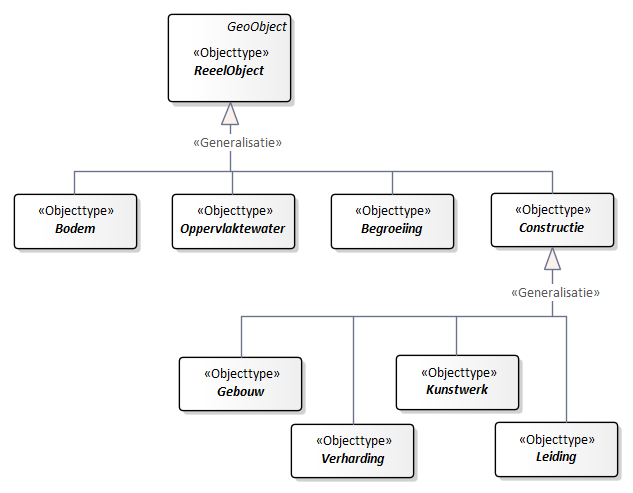 GeoObject
«Objecttype»
ReeelObject
«Generalisatie»
«Objecttype»
Bodem
«Objecttype»
Oppervlaktewater
«Objecttype»
Begroeiing
«Objecttype»
Constructie
«Generalisatie»
«Objecttype»
Gebouw
«Objecttype»
Kunstwerk
«Objecttype»
Verharding
«Objecttype»
Leiding